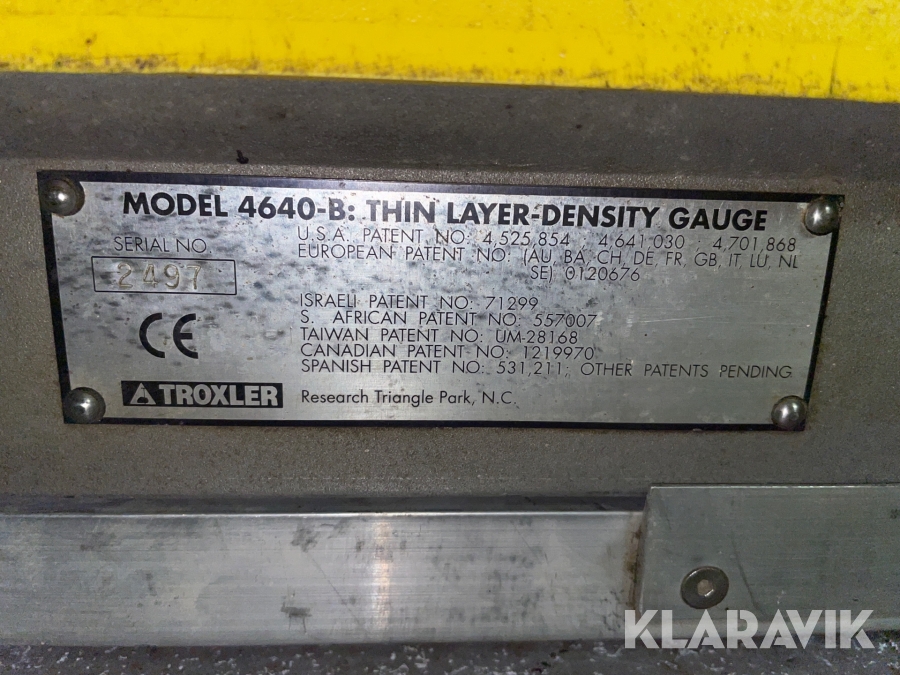 MODEL 4640-B: THIN LAYER-DENSITY GAUGE
U.S.A. PATENT NO: 4,525,854 ; 4,641,030 ; 4,701,868
EUROPEAN PATENT NO: (AU, BA, CH, DE, FR, GB, IT, LU, NL
SE) 0120676
SERIAL NO.
2497
ISRAELI PATENT NO: 71299
S. AFRICAN PATENT NO: 557007
TAIWAN PATENT NO: UM-28168
CANADIAN PATENT NO: 1219970
SPANISH PATENT NO: 531,211; OTHER PATENTS PENDING
CE
TROXLER
Research Triangle Park, N.C.
KLARAVIK